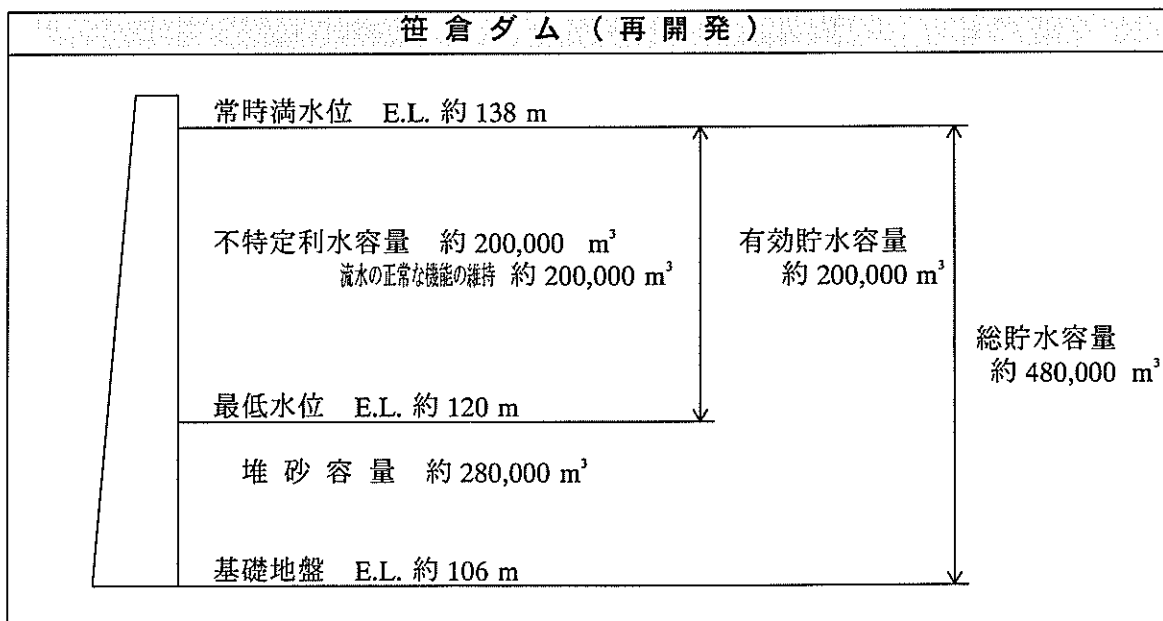 笹倉ダム（再開発）
常時満水位 E.L. 約 138 m
不特定利水容量 約 200,000 m³
流水の正常な機能の維持 約 200,000 m³
有効貯水容量
約 200,000 m³
総貯水容量
約 480,000 m³
最低水位 E.L. 約 120 m
堆砂容量 約 280,000 m³
基礎地盤 E.L. 約 106 m